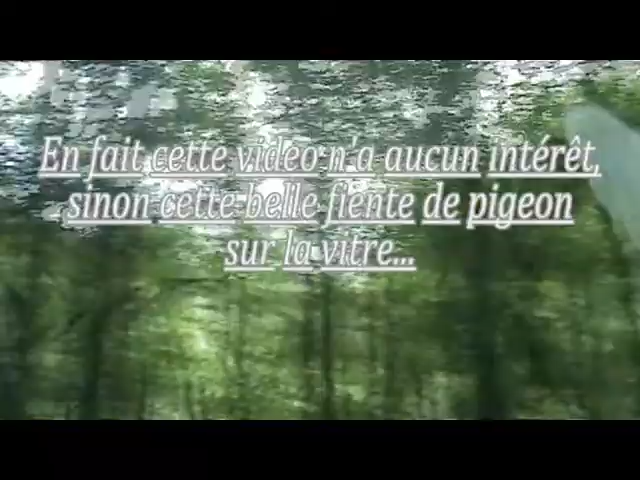 En fait cette video n'a aucun intérêt,
sinon cette belle fiente de pigeon
sur la vitre...